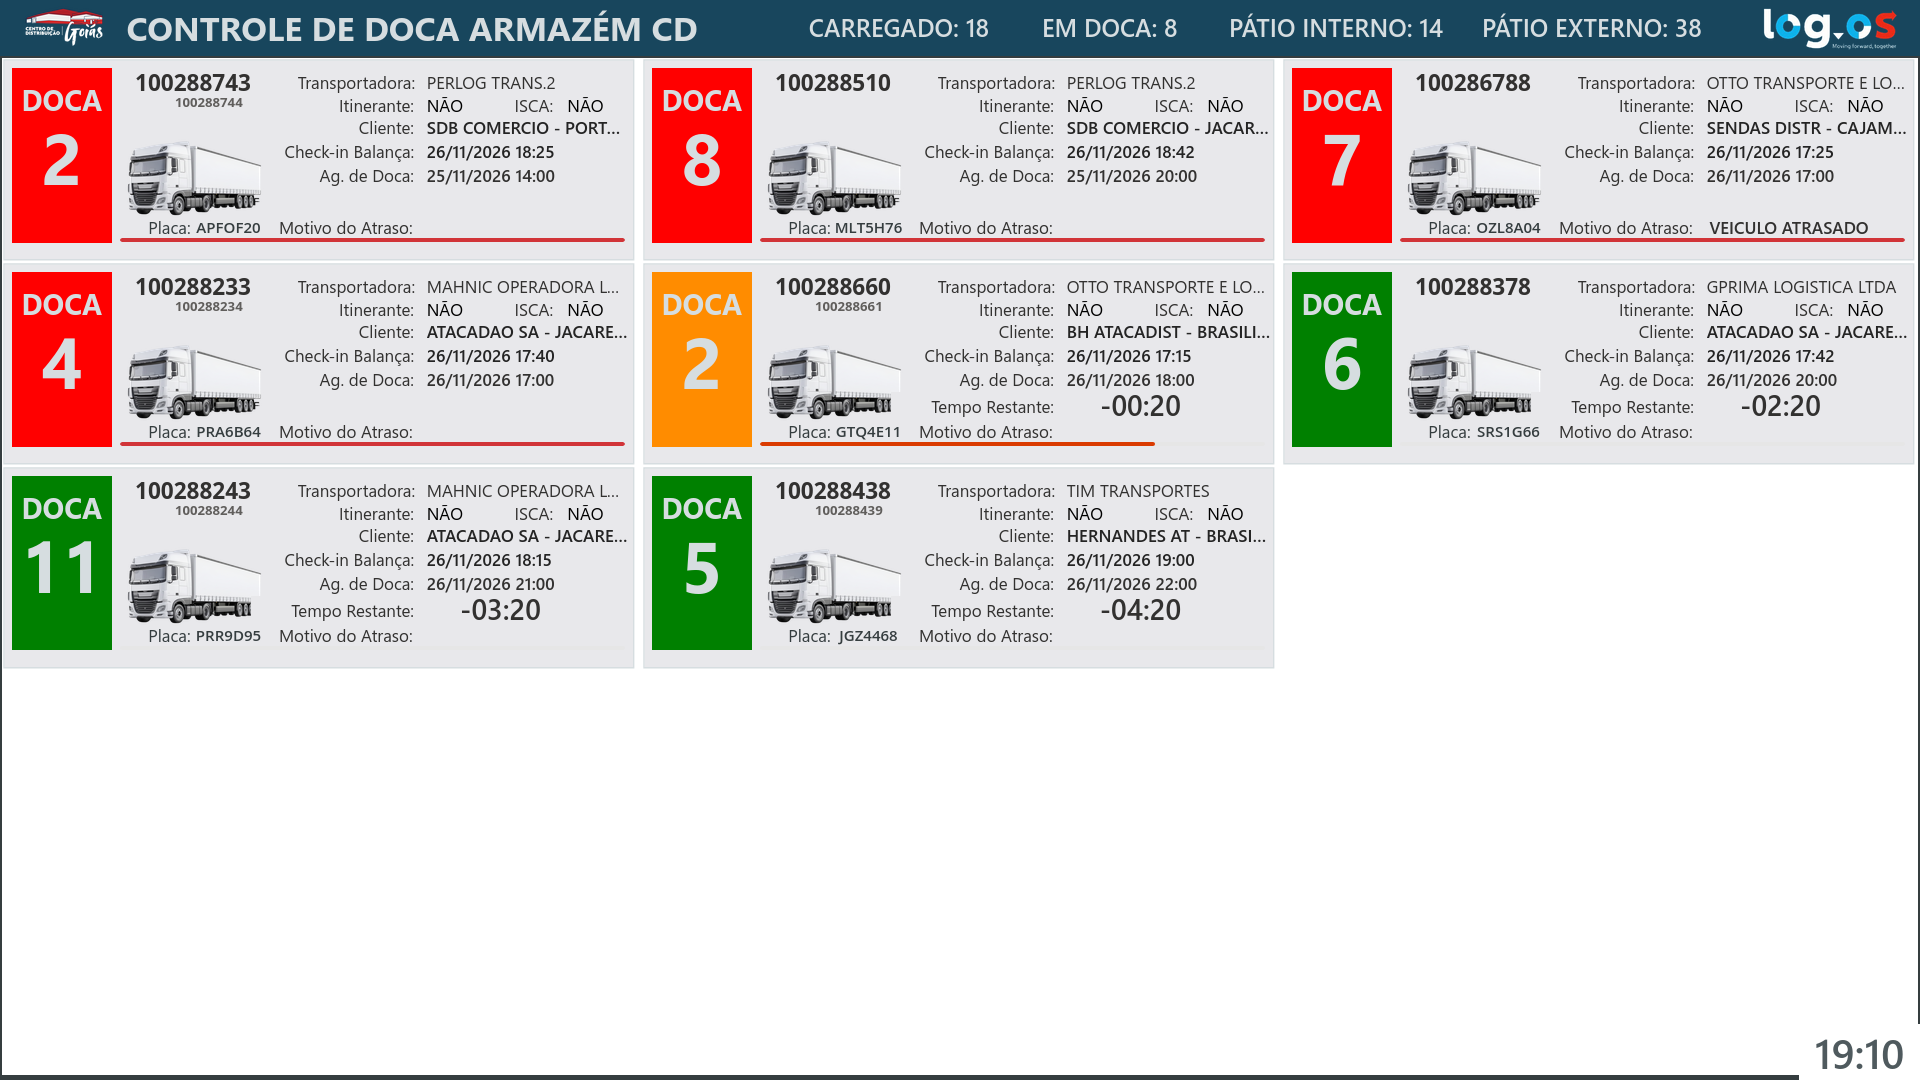 CENTRO DE DISTRIBUIÇÃO Goiás
CONTROLE DE DOCA ARMAZÉM CD
CARREGADO: 18
EM DOCA: 8
PÁTIO INTERNO: 14
PÁTIO EXTERNO: 38
log.os
Moving forward, together
DOCA
2
100288743
100288744
Transportadora: PERLOG TRANS.2
Itinerante: NÃO ISCA: NÃO
Cliente: SDB COMERCIO - PORT...
Check-in Balança: 26/11/2026 18:25
Ag. de Doca: 25/11/2026 14:00
Placa: APFOF20 Motivo do Atraso:
DOCA
8
100288510
Transportadora: PERLOG TRANS.2
Itinerante: NÃO ISCA: NÃO
Cliente: SDB COMERCIO - JACAR...
Check-in Balança: 26/11/2026 18:42
Ag. de Doca: 25/11/2026 20:00
Placa: MLT5H76 Motivo do Atraso:
DOCA
7
100286788
Transportadora: OTTO TRANSPORTE E LO...
Itinerante: NÃO ISCA: NÃO
Cliente: SENDAS DISTR - CAJAM...
Check-in Balança: 26/11/2026 17:25
Ag. de Doca: 26/11/2026 17:00
Placa: OZL8A04 Motivo do Atraso: VEICULO ATRASADO
DOCA
4
100288233
100288234
Transportadora: MAHNIC OPERADORA L...
Itinerante: NÃO ISCA: NÃO
Cliente: ATACADAO SA - JACARE...
Check-in Balança: 26/11/2026 17:40
Ag. de Doca: 26/11/2026 17:00
Placa: PRA6B64 Motivo do Atraso:
DOCA
2
100288660
100288661
Transportadora: OTTO TRANSPORTE E LO...
Itinerante: NÃO ISCA: NÃO
Cliente: BH ATACADIST - BRASILI...
Check-in Balança: 26/11/2026 17:15
Ag. de Doca: 26/11/2026 18:00
Tempo Restante: -00:20
Placa: GTQ4E11 Motivo do Atraso:
DOCA
6
100288378
Transportadora: GPRIMA LOGISTICA LTDA
Itinerante: NÃO ISCA: NÃO
Cliente: ATACADAO SA - JACARE...
Check-in Balança: 26/11/2026 17:42
Ag. de Doca: 26/11/2026 20:00
Tempo Restante: -02:20
Placa: SRS1G66 Motivo do Atraso:
DOCA
11
100288243
100288244
Transportadora: MAHNIC OPERADORA L...
Itinerante: NÃO ISCA: NÃO
Cliente: ATACADAO SA - JACARE...
Check-in Balança: 26/11/2026 18:15
Ag. de Doca: 26/11/2026 21:00
Tempo Restante: -03:20
Placa: PRR9D95 Motivo do Atraso:
DOCA
5
100288438
100288439
Transportadora: TIM TRANSPORTES
Itinerante: NÃO ISCA: NÃO
Cliente: HERNANDES AT - BRASI...
Check-in Balança: 26/11/2026 19:00
Ag. de Doca: 26/11/2026 22:00
Tempo Restante: -04:20
Placa: JGZ4468 Motivo do Atraso:
19:10